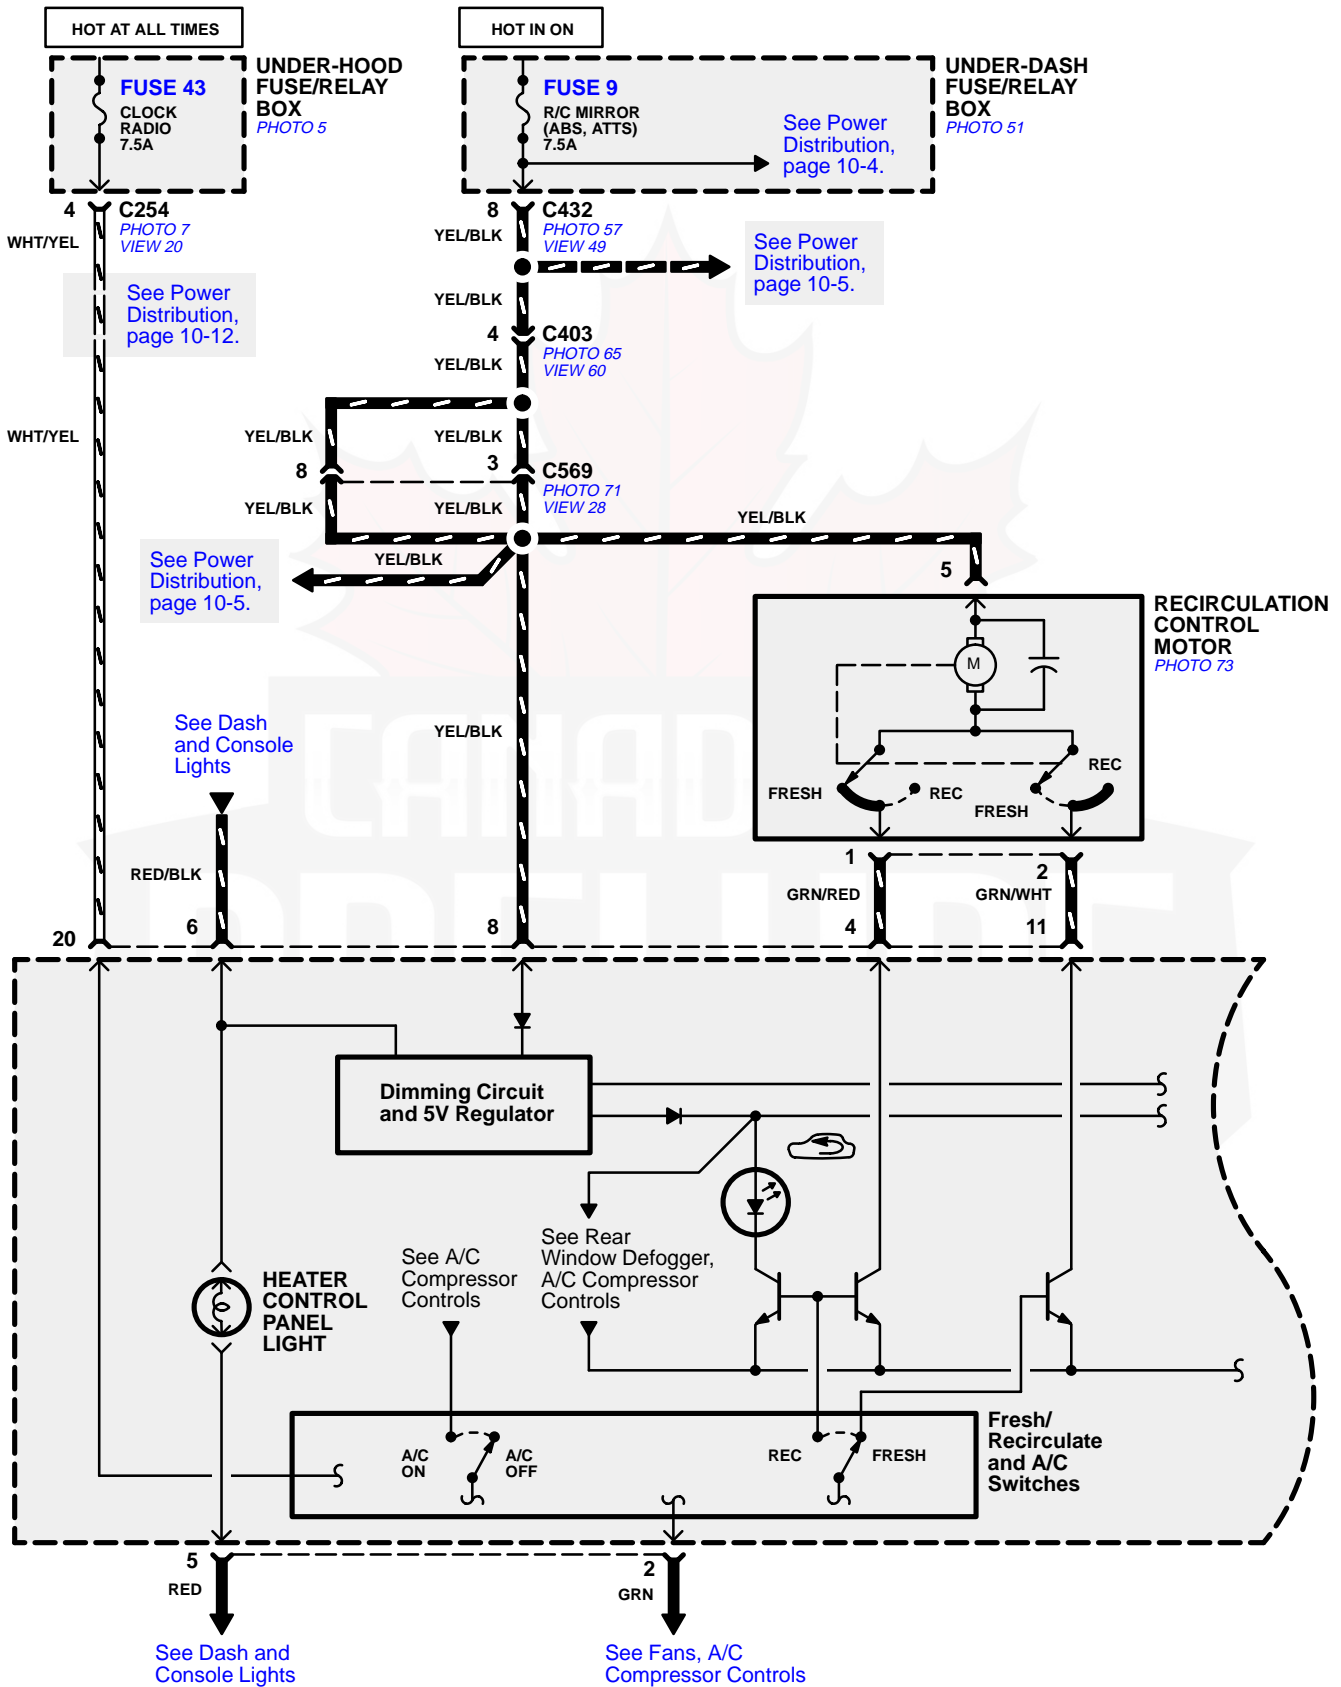 HOT AT ALL TIMES
HOT IN ON
FUSE 43
CLOCK
RADIO
7.5A
UNDER-HOOD
FUSE/RELAY
BOX
PHOTO 5
FUSE 9
R/C MIRROR
(ABS, ATTS)
7.5A
See Power
Distribution,
page 10-4.
UNDER-DASH
FUSE/RELAY
BOX
PHOTO 51
4
C254
PHOTO 7
VIEW 20
WHT/YEL
8
C432
PHOTO 57
VIEW 49
YEL/BLK
See Power
Distribution,
page 10-5.
See Power
Distribution,
page 10-12.
YEL/BLK
4
C403
PHOTO 65
VIEW 60
YEL/BLK
WHT/YEL
YEL/BLK
YEL/BLK
8
3
C569
PHOTO 71
VIEW 28
YEL/BLK
YEL/BLK
YEL/BLK
YEL/BLK
See Power
Distribution,
page 10-5.
5
RECIRCULATION
CONTROL
MOTOR
PHOTO 73
M
See Dash
and Console
Lights
YEL/BLK
CANAD
REC
FRESH
REC
FRESH
RED/BLK
1
2
GRN/RED
GRN/WHT
PRELUDE
20
6
8
4
11
Dimming Circuit
and 5V Regulator
See A/C
Compressor
Controls
See Rear
Window Defogger,
A/C Compressor
Controls
HEATER
CONTROL
PANEL
LIGHT
A/C
ON
A/C
OFF
REC
FRESH
Fresh/
Recirculate
and A/C
Switches
5
RED
2
GRN
See Dash and
Console Lights
See Fans, A/C
Compressor Controls